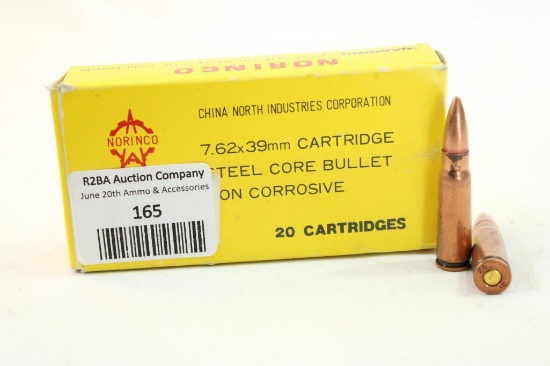 NORINCO
CHINA NORTH INDUSTRIES CORPORATION
NORINCO
7.62x39mm CARTRIDGE
STEEL CORE BULLET
NON CORROSIVE
20 CARTRIDGES
R2BA Auction Company
June 20th Ammo & Accessories
165